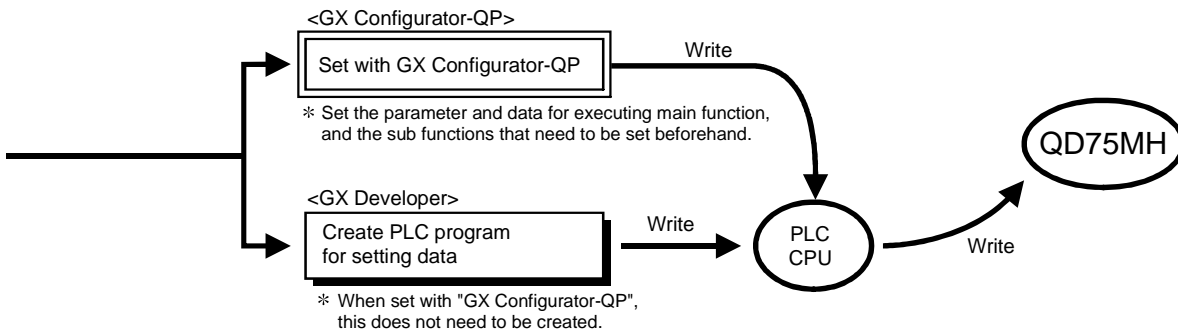 <GX Configurator-QP>
Set with GX Configurator-QP
Write
* Set the parameter and data for executing main function,
and the sub functions that need to be set beforehand.
QD75MH
<GX Developer>
Create PLC program
for setting data
Write
PLC
CPU
Write
* When set with "GX Configurator-QP",
this does not need to be created.